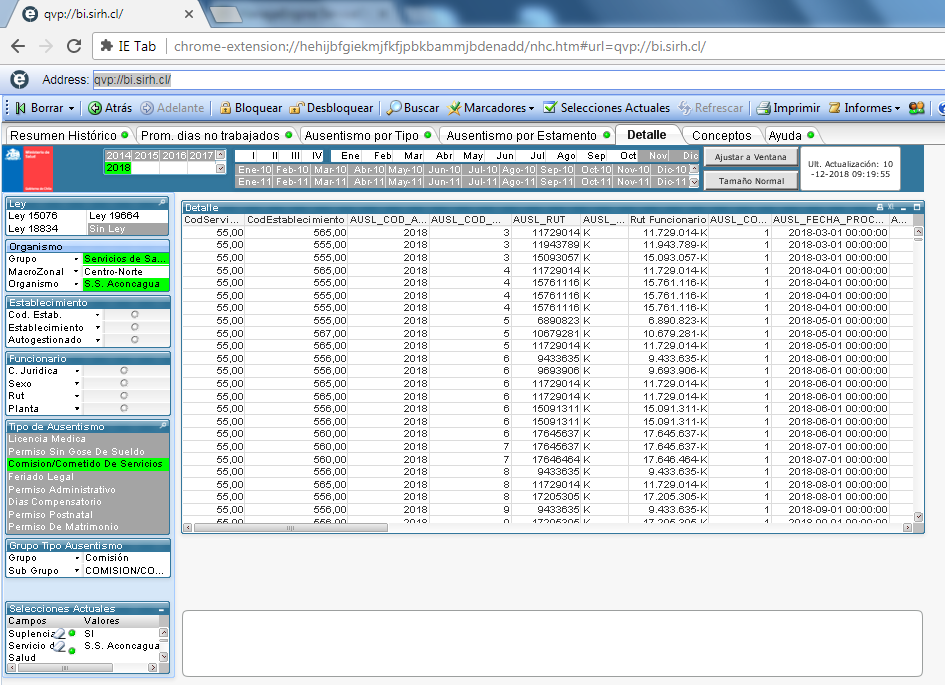 qvp://bi.sirh.cl/
IE Tab chrome-extension://hehijbfgiekmjfkfjpbkbammjbdenadd/nhc.htm#url=qvp://bi.sirh.cl/
Address: qvp://bi.sirh.cl/
Borrar Atrás Adelante Bloquear Desbloquear Buscar Marcadores Selecciones Actuales Refrescar Imprimir Informes
Resumen Histórico Prom. dias no trabajados Ausentismo por Tipo Ausentismo por Estamento Detalle Conceptos Ayuda
Ministerio de Salud
Gobierno de Chile
2014 2015 2016 2017
2018
I II III IV Ene Feb Mar Abr May Jun Jul Ago Sep Oct Nov Dic
Ene-10 Feb-10 Mar-10 Abr-10 May-10 Jun-10 Jul-10 Ago-10 Sep-10 Oct-10 Nov-10 Dic-10
Ene-11 Feb-11 Mar-11 Abr-11 May-11 Jun-11 Jul-11 Ago-11 Sep-11 Oct-11 Nov-11 Dic-11
Ajustar a Ventana
Tamaño Normal
Ult. Actualización: 10
-12-2018 09:19:55
Ley
Ley 15076 Ley 19664
Ley 18834 Sin Ley
Organismo
Grupo Servicios de Sa...
MacroZonal Centro-Norte
Organismo S.S. Aconcagua
Establecimiento
Cod. Estab.
Establecimiento
Autogestionado
Funcionario
C. Juridica
Sexo
Rut
Planta
Tipo de Ausentismo
Licencia Medica
Permiso Sin Gose De Sueldo
Comision/Cometido De Servicios
Feriado Legal
Permiso Administrativo
Dias Compensatorio
Permiso Postnatal
Permiso De Matrimonio
Grupo Tipo Ausentismo
Grupo Comisión
Sub Grupo COMISION/CO...
Selecciones Actuales
Campos Valores
Suplencia SI
Servicio d S.S. Aconcagua
Salud
Detalle
CodServi... CodEstablecimiento AUSL_COD_A... AUSL_COD_... AUSL_RUT AUSL_... Rut Funcionario AUSL_CO... AUSL_FECHA_PROC... A...
55,00 565,00 2018 3 11729014 K 11.729.014-K 1 2018-03-01 00:00:00
55,00 555,00 2018 3 11943789 K 11.943.789-K 1 2018-03-01 00:00:00
55,00 555,00 2018 3 15093057 K 15.093.057-K 1 2018-03-01 00:00:00
55,00 565,00 2018 4 11729014 K 11.729.014-K 1 2018-04-01 00:00:00
55,00 555,00 2018 4 15761116 K 15.761.116-K 1 2018-04-01 00:00:00
55,00 555,00 2018 4 15761116 K 15.761.116-K 1 2018-04-01 00:00:00
55,00 555,00 2018 4 15761116 K 15.761.116-K 1 2018-04-01 00:00:00
55,00 555,00 2018 5 6890823 K 6.890.823-K 1 2018-05-01 00:00:00
55,00 560,00 2018 5 10679281 K 10.679.281-K 1 2018-05-01 00:00:00
55,00 565,00 2018 5 11729014 K 11.729.014-K 1 2018-05-01 00:00:00
55,00 556,00 2018 6 9433635 K 9.433.635-K 1 2018-06-01 00:00:00
55,00 556,00 2018 6 9693906 K 9.693.906-K 1 2018-06-01 00:00:00
55,00 565,00 2018 6 11729014 K 11.729.014-K 1 2018-06-01 00:00:00
55,00 565,00 2018 6 11729014 K 11.729.014-K 1 2018-06-01 00:00:00
55,00 556,00 2018 6 15091311 K 15.091.311-K 1 2018-06-01 00:00:00
55,00 556,00 2018 6 15091311 K 15.091.311-K 1 2018-06-01 00:00:00
55,00 560,00 2018 6 17645637 K 17.645.637-K 1 2018-06-01 00:00:00
55,00 560,00 2018 7 17645637 K 17.645.637-K 1 2018-07-01 00:00:00
55,00 560,00 2018 7 17646464 K 17.646.464-K 1 2018-07-01 00:00:00
55,00 556,00 2018 8 9433635 K 9.433.635-K 1 2018-08-01 00:00:00
55,00 565,00 2018 8 11729014 K 11.729.014-K 1 2018-08-01 00:00:00
55,00 556,00 2018 8 17205305 K 17.205.305-K 1 2018-08-01 00:00:00
55,00 556,00 2018 9 9433635 K 9.433.635-K 1 2018-09-01 00:00:00
55,00 556,00 2018 9 17205305 K 17.205.305-K 1 2018-09-01 00:00:00